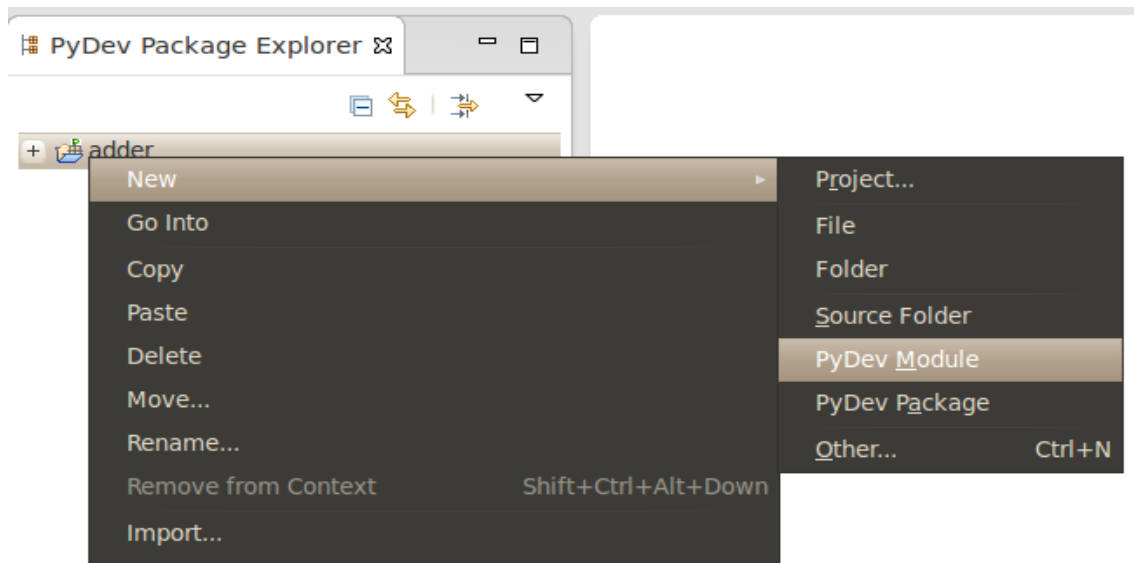 PyDev Package Explorer
adder
New
Go Into
Copy
Paste
Delete
Move...
Rename...
Remove from Context Shift+Ctrl+Alt+Down
Import...
Project...
File
Folder
Source Folder
PyDev Module
PyDev Package
Other... Ctrl+N